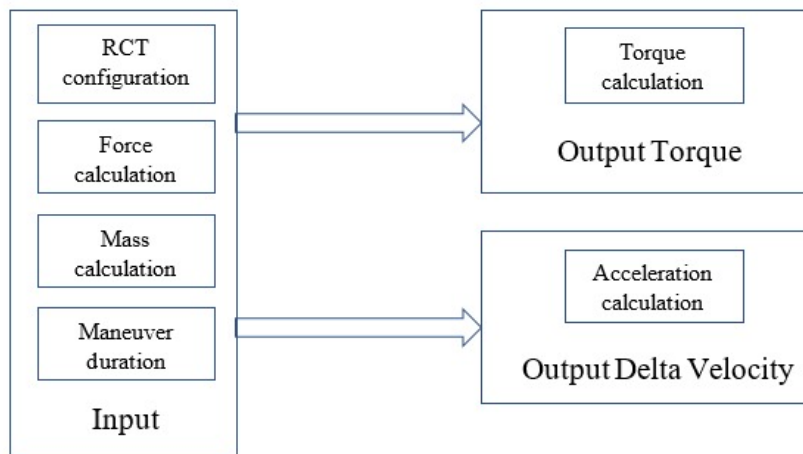 RCT
configuration
Force
calculation
Mass
calculation
Maneuver
duration
Input
Torque
calculation
Output Torque
Acceleration
calculation
Output Delta Velocity